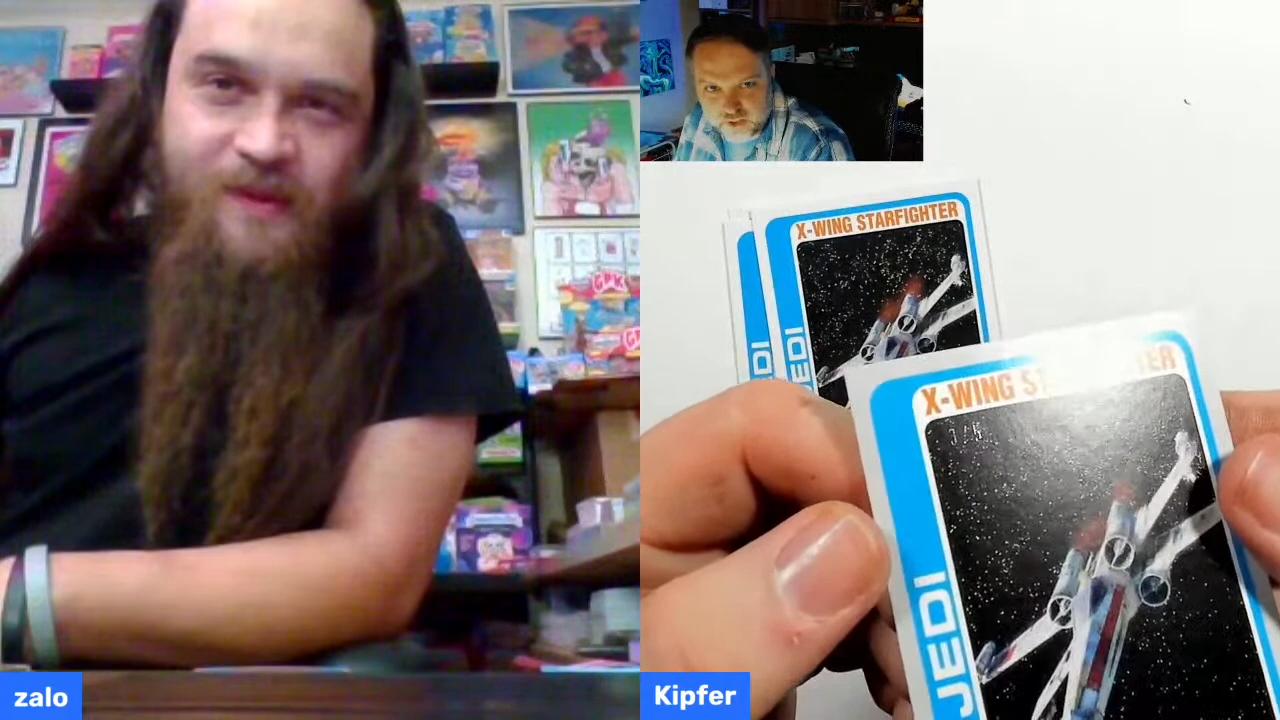 X-WING STARFIGHTER
JEDI
JEDI
X-WING ST TER
JEDI
zalo
Kipfer